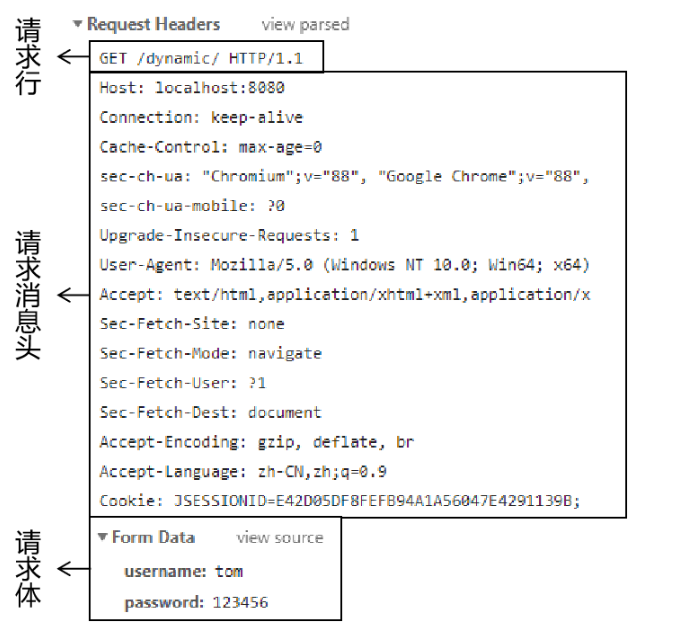 Request Headers view parsed
请求行
GET /dynamic/ HTTP/1.1
请求消息头
Host: localhost:8080
Connection: keep-alive
Cache-Control: max-age=0
sec-ch-ua: "Chromium";v="88", "Google Chrome";v="88",
sec-ch-ua-mobile: ?0
Upgrade-Insecure-Requests: 1
User-Agent: Mozilla/5.0 (Windows NT 10.0; Win64; x64)
Accept: text/html,application/xhtml+xml,application/x
Sec-Fetch-Site: none
Sec-Fetch-Mode: navigate
Sec-Fetch-User: ?1
Sec-Fetch-Dest: document
Accept-Encoding: gzip, deflate, br
Accept-Language: zh-CN,zh;q=0.9
Cookie: JSESSIONID=E42D05DF8FEFB94A1A56047E4291139B;
请求体
Form Data view source
username: tom
password: 123456